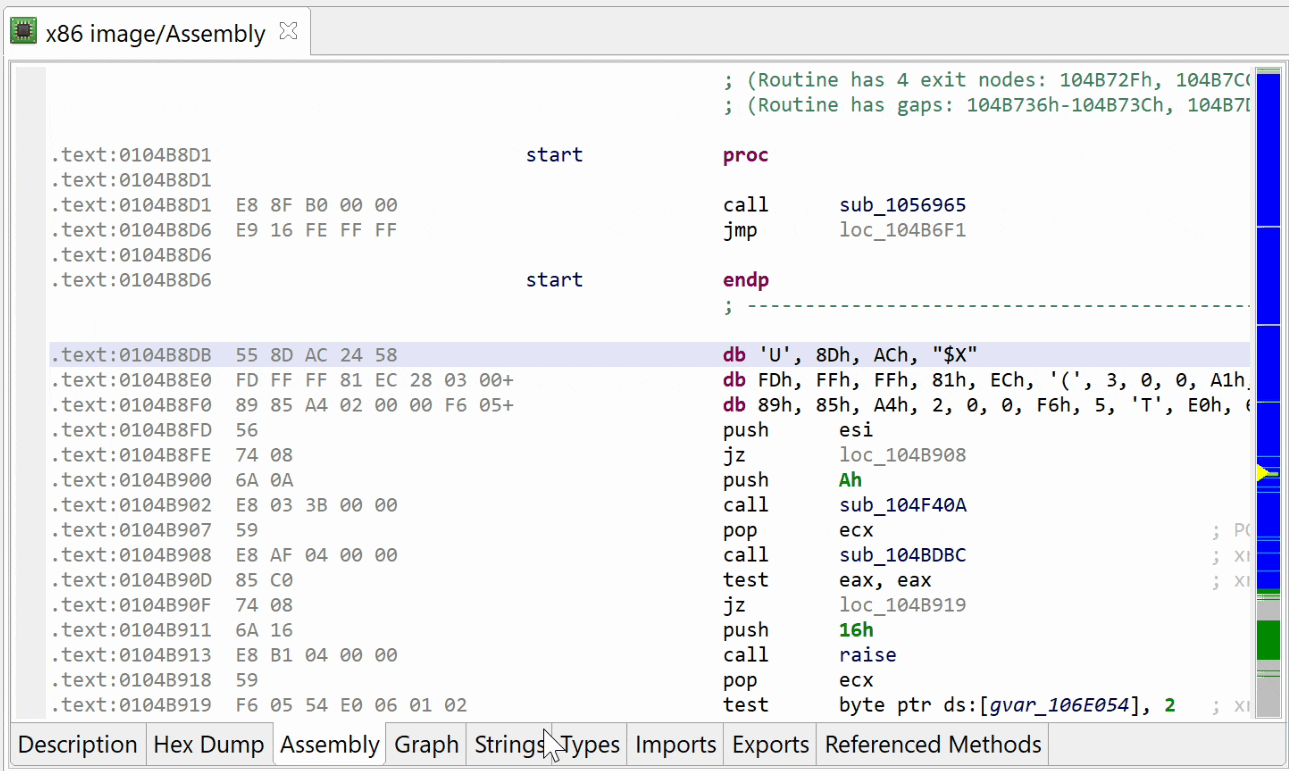 x86 image/Assembly
; (Routine has 4 exit nodes: 104B72Fh, 104B7C
; (Routine has gaps: 104B736h-104B73Ch, 104B7
.text:0104B8D1 start proc
.text:0104B8D1
.text:0104B8D1 E8 8F B0 00 00 call sub_1056965
.text:0104B8D6 E9 16 FE FF FF jmp loc_104B6F1
.text:0104B8D6
.text:0104B8D6 start endp
; --------------------------------------------
.text:0104B8DB 55 8D AC 24 58 db 'U', 8Dh, ACh, "$X"
.text:0104B8E0 FD FF FF 81 EC 28 03 00+ db FDh, FFh, FFh, 81h, ECh, '(', 3, 0, 0, A1h
.text:0104B8F0 89 85 A4 02 00 00 F6 05+ db 89h, 85h, A4h, 2, 0, 0, F6h, 5, 'T', E0h,
.text:0104B8FD 56 push esi
.text:0104B8FE 74 08 jz loc_104B908
.text:0104B900 6A 0A push Ah
.text:0104B902 E8 03 3B 00 00 call sub_104F40A
.text:0104B907 59 pop ecx ;
.text:0104B908 E8 AF 04 00 00 call sub_104BDBC ;
.text:0104B90D 85 C0 test eax, eax ;
.text:0104B90F 74 08 jz loc_104B919
.text:0104B911 6A 16 push 16h
.text:0104B913 E8 B1 04 00 00 call raise
.text:0104B918 59 pop ecx
.text:0104B919 F6 05 54 E0 06 01 02 test byte ptr ds:[gvar_106E054], 2 ;
Description Hex Dump Assembly Graph Strings Types Imports Exports Referenced Methods